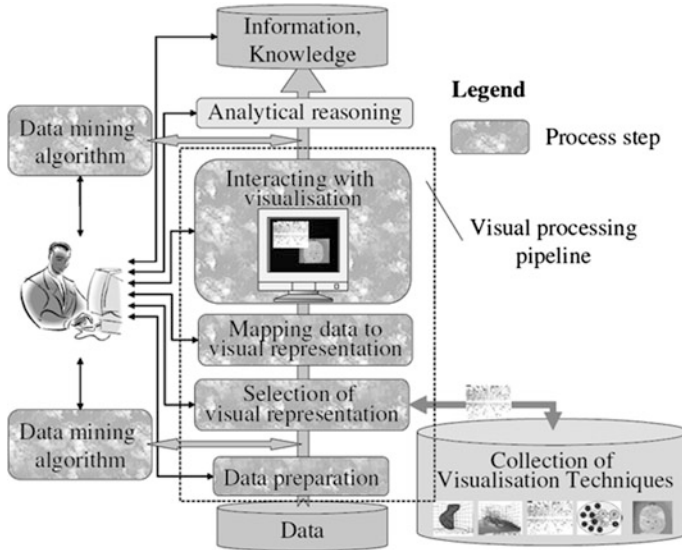 Information,
Knowledge
Analytical reasoning
Data mining
algorithm
Legend
Process step
Interacting with
visualisation
Visual processing
pipeline
Mapping data to
visual representation
Selection of
visual representation
Data mining
algorithm
Data preparation
Collection of
Visualisation Techniques
Data